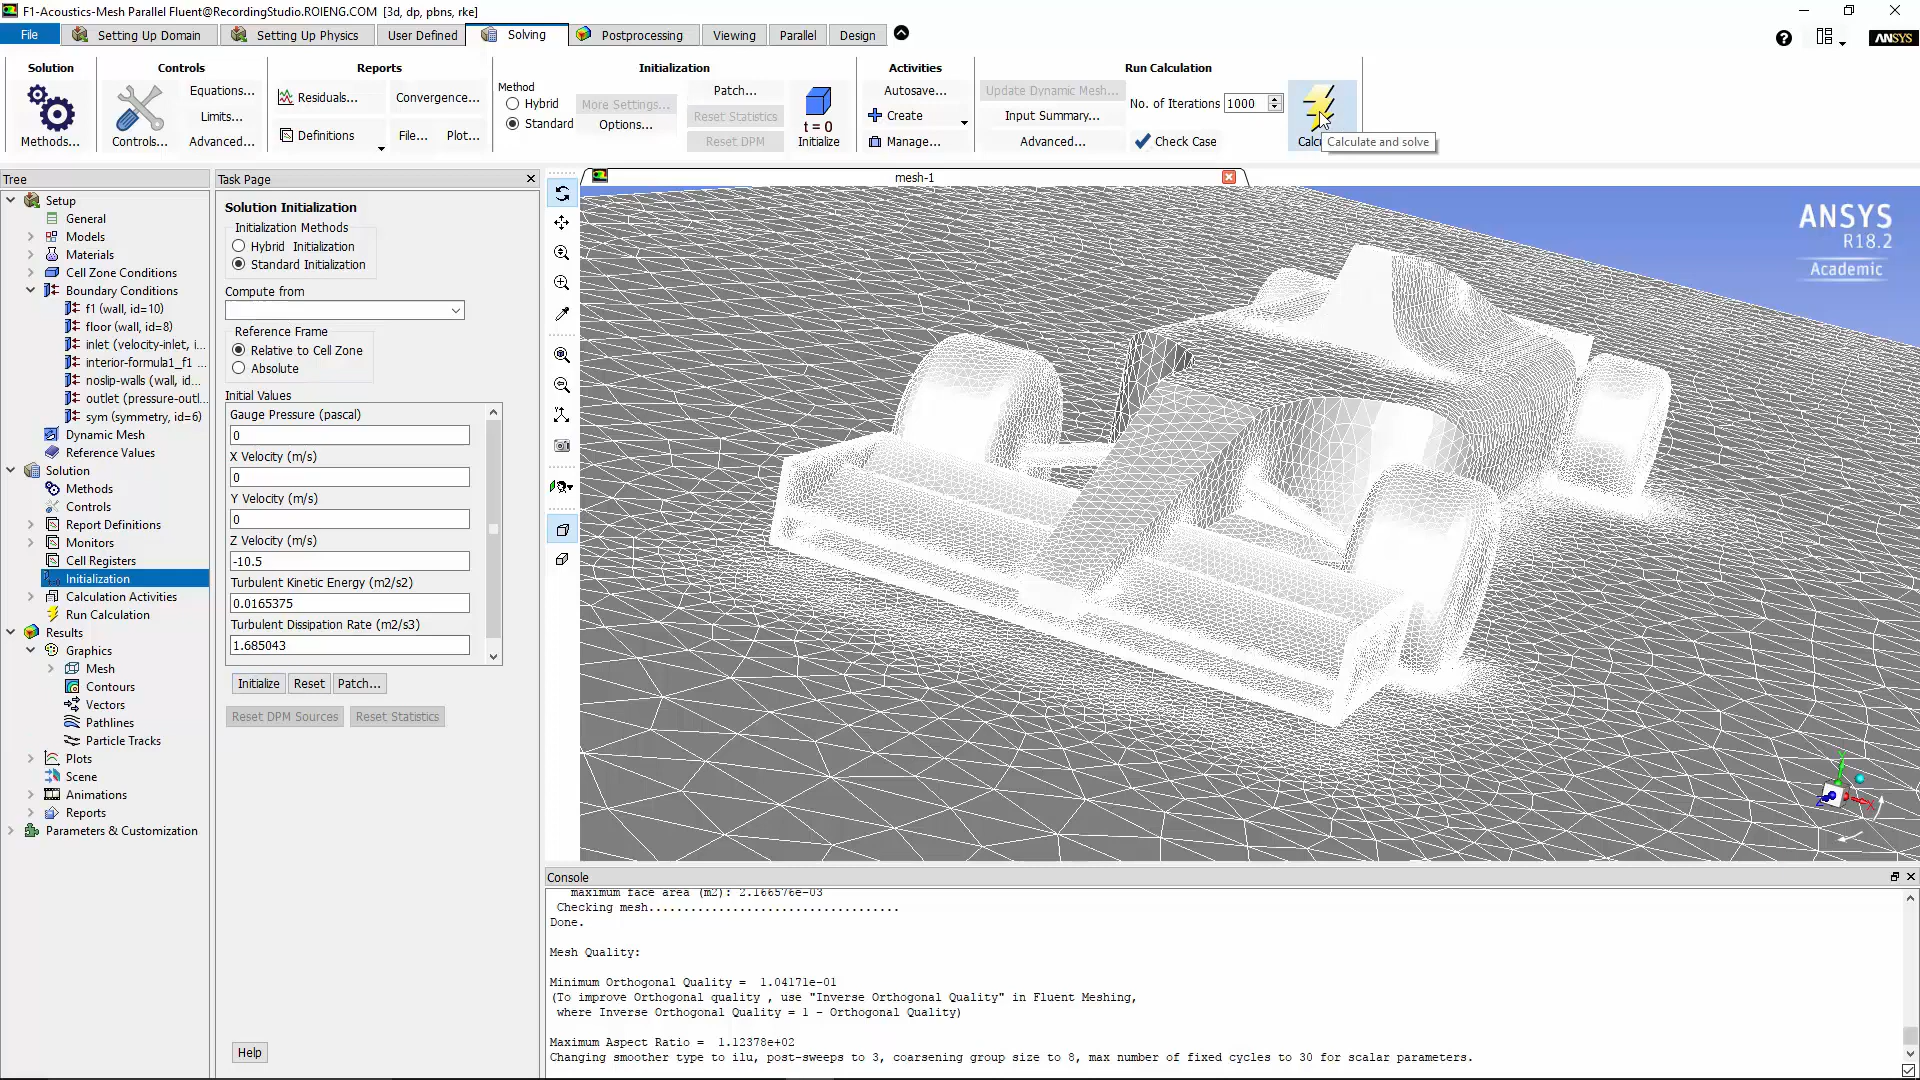 F1-Acoustics-Mesh Parallel Fluent@RecordingStudio.ROIENG.COM [3d, dp, pbns, rke]
File
Setting Up Domain
Setting Up Physics
User Defined
Solving
Postprocessing
Viewing
Parallel
Design
ANSYS
Solution
Methods...
Controls
Controls...
Equations...
Limits...
Advanced...
Reports
Residuals...
Convergence...
Definitions
File...
Plot...
Initialization
Method
Hybrid
Standard
More Settings...
Options...
Patch...
Reset Statistics
Reset DPM
t = 0
Initialize
Activities
Autosave...
Create
Manage...
Run Calculation
Update Dynamic Mesh...
Input Summary...
Advanced...
No. of Iterations 1000
Check Case
Calcu
Calculate and solve
Tree
Setup
General
Models
Materials
Cell Zone Conditions
Boundary Conditions
f1 (wall, id=10)
floor (wall, id=8)
inlet (velocity-inlet, i...
interior-formula1_f1 ...
noslip-walls (wall, id...
outlet (pressure-outl...
sym (symmetry, id=6)
Dynamic Mesh
Reference Values
Solution
Methods
Controls
Report Definitions
Monitors
Cell Registers
Initialization
Calculation Activities
Run Calculation
Results
Graphics
Mesh
Contours
Vectors
Pathlines
Particle Tracks
Plots
Scene
Animations
Reports
Parameters & Customization
Task Page
Solution Initialization
Initialization Methods
Hybrid Initialization
Standard Initialization
Compute from
Reference Frame
Relative to Cell Zone
Absolute
Initial Values
Gauge Pressure (pascal)
0
X Velocity (m/s)
0
Y Velocity (m/s)
0
Z Velocity (m/s)
-10.5
Turbulent Kinetic Energy (m2/s2)
0.0165375
Turbulent Dissipation Rate (m2/s3)
1.685043
Initialize
Reset
Patch...
Reset DPM Sources
Reset Statistics
Help
mesh-1
ANSYS
R18.2
Academic
Y
X
Z
Console
maximum face area (m2): 2.166576e-03
Checking mesh....................................
Done.
Mesh Quality:
Minimum Orthogonal Quality = 1.04171e-01
(To improve Orthogonal quality , use "Inverse Orthogonal Quality" in Fluent Meshing,
where Inverse Orthogonal Quality = 1 - Orthogonal Quality)
Maximum Aspect Ratio = 1.12378e+02
Changing smoother type to ilu, post-sweeps to 3, coarsening group size to 8, max number of fixed cycles to 30 for scalar parameters.